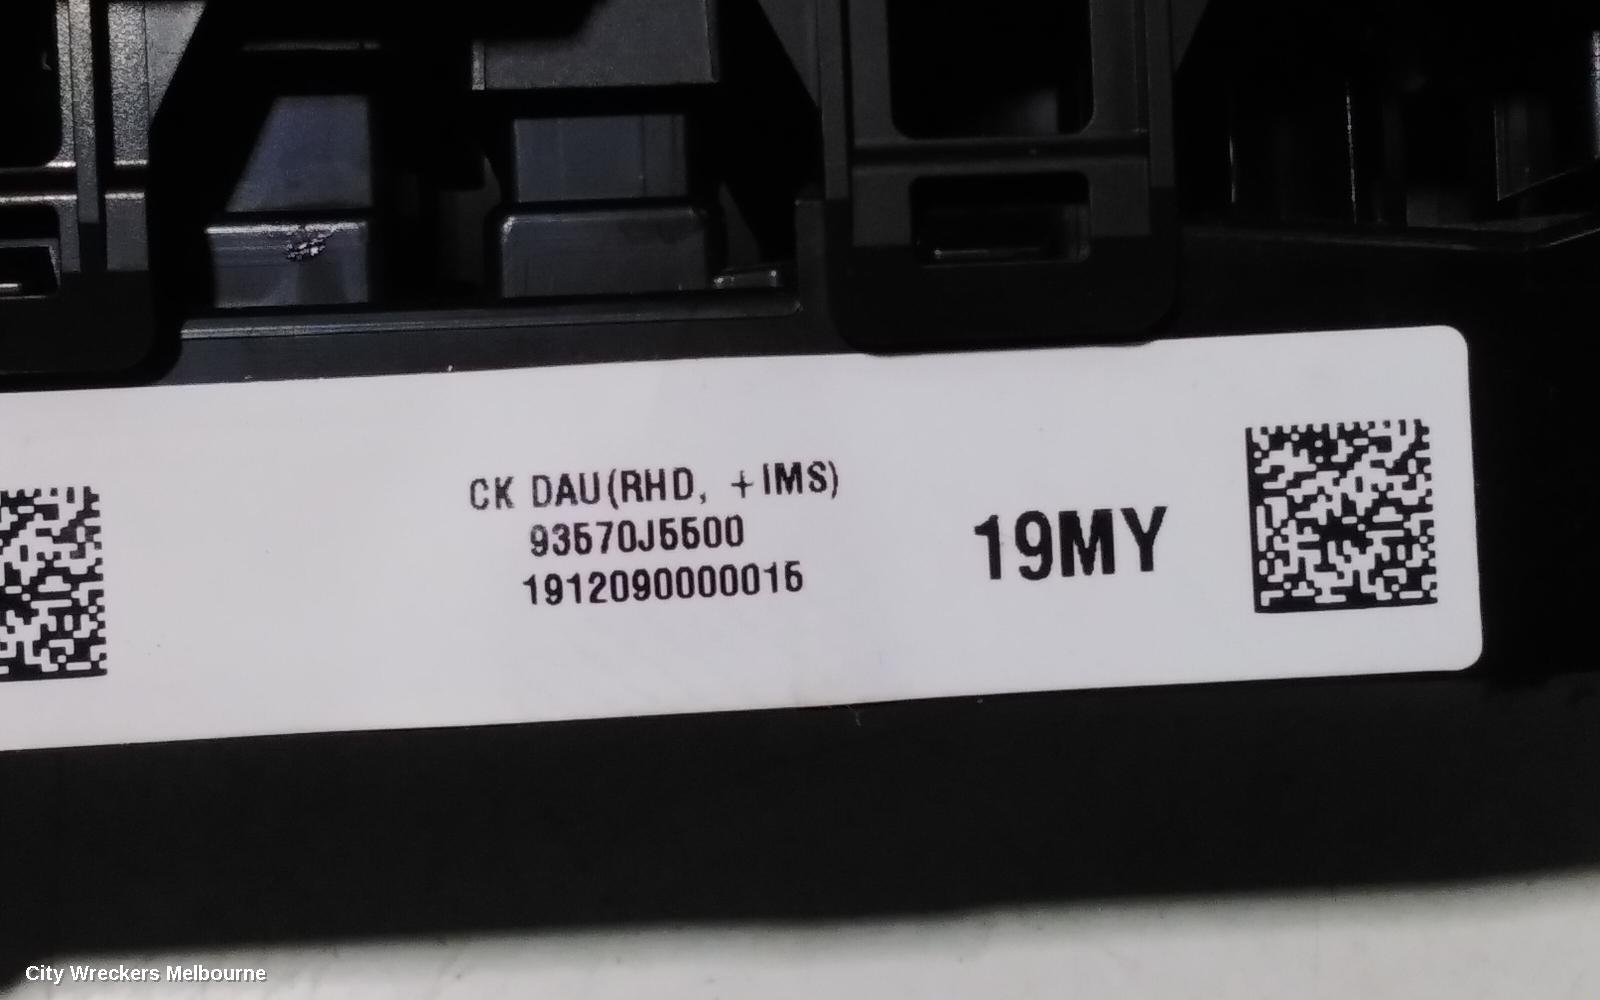 CK DAU(RHD, +IMS)
93570J5500
1912090000015
19MY
City Wreckers Melbourne